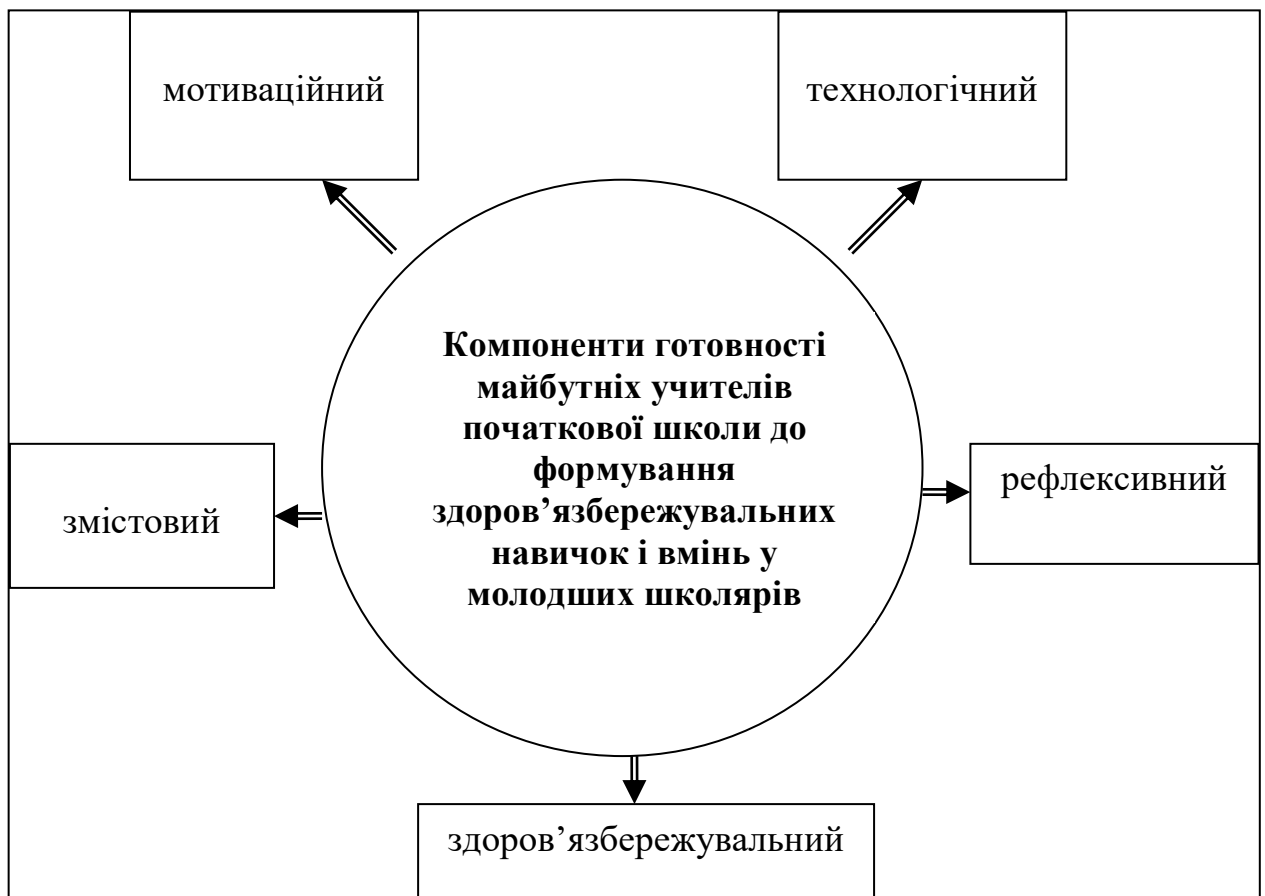 мотиваційний
технологічний
Компоненти готовності
майбутніх учителів
початкової школи до
формування
здоров’язбережувальних
навичок і вмінь у
молодших школярів
змістовий
рефлексивний
здоров’язбережувальний